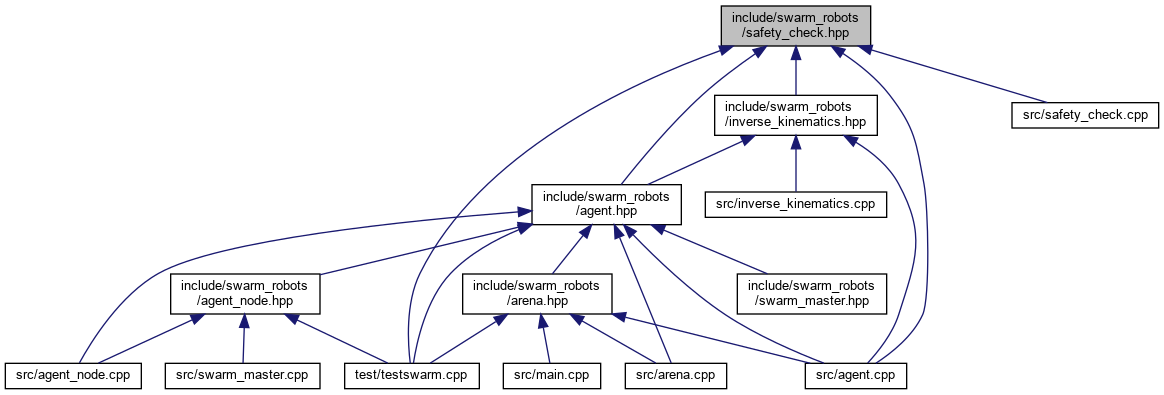 include/swarm_robots
/safety_check.hpp
include/swarm_robots
/inverse_kinematics.hpp
src/safety_check.cpp
include/swarm_robots
/agent.hpp
src/inverse_kinematics.cpp
include/swarm_robots
/agent_node.hpp
include/swarm_robots
/arena.hpp
include/swarm_robots
/swarm_master.hpp
src/agent_node.cpp
src/swarm_master.cpp
test/testswarm.cpp
src/main.cpp
src/arena.cpp
src/agent.cpp